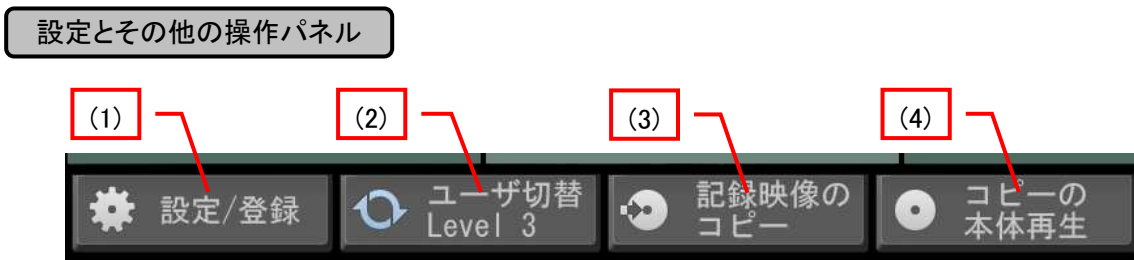 設定とその他の操作パネル
(1)
(2)
(3)
(4)
設定/登録
ユーザ切替
Level 3
記録映像の
コピー
コピーの
本体再生